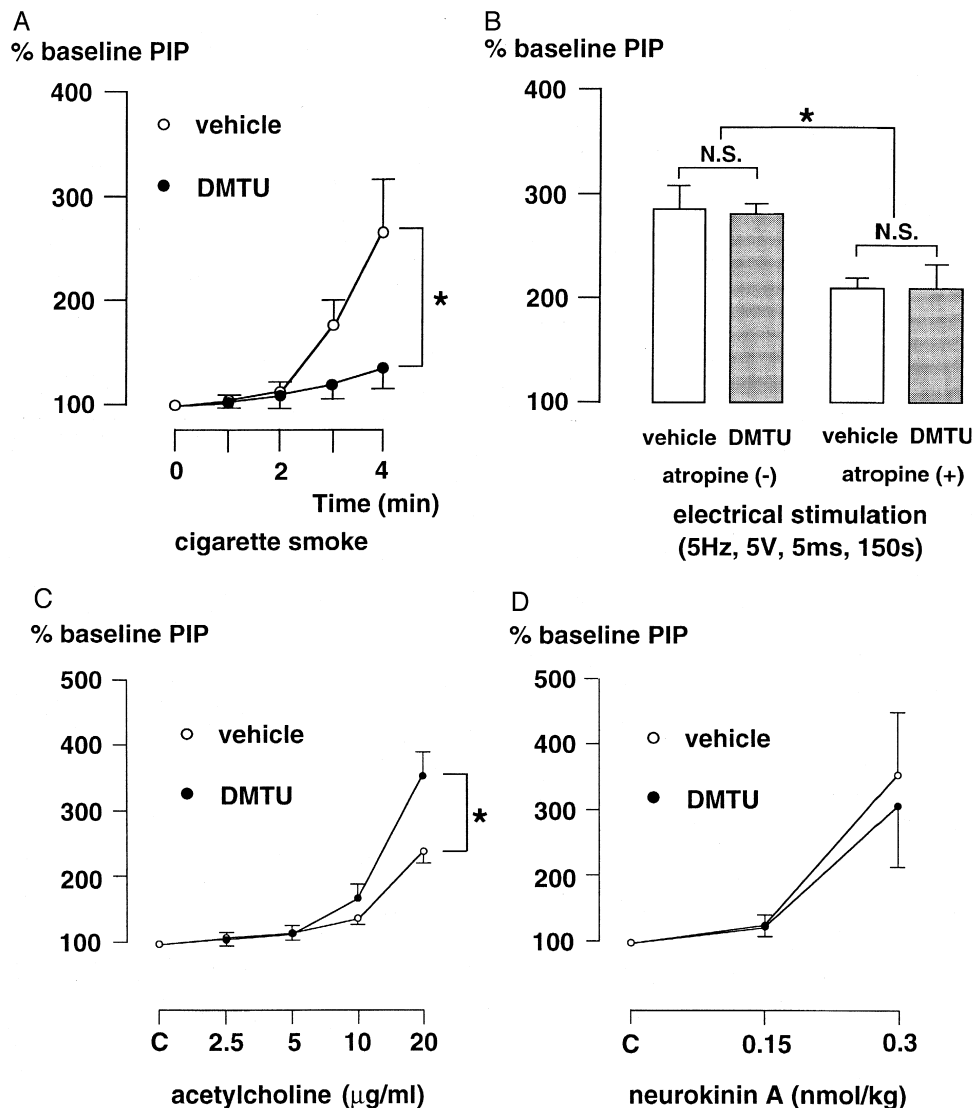 A
% baseline PIP
400
300
200
100
vehicle
DMTU
*
0 2 4
Time (min)
cigarette smoke
B
% baseline PIP
400
300
200
100
*
N.S.
N.S.
vehicle DMTU vehicle DMTU
atropine (-) atropine (+)
electrical stimulation
(5Hz, 5V, 5ms, 150s)
C
% baseline PIP
500
400
300
200
100
vehicle
DMTU
*
C 2.5 5 10 20
acetylcholine (μg/ml)
D
% baseline PIP
500
400
300
200
100
vehicle
DMTU
C 0.15 0.3
neurokinin A (nmol/kg)